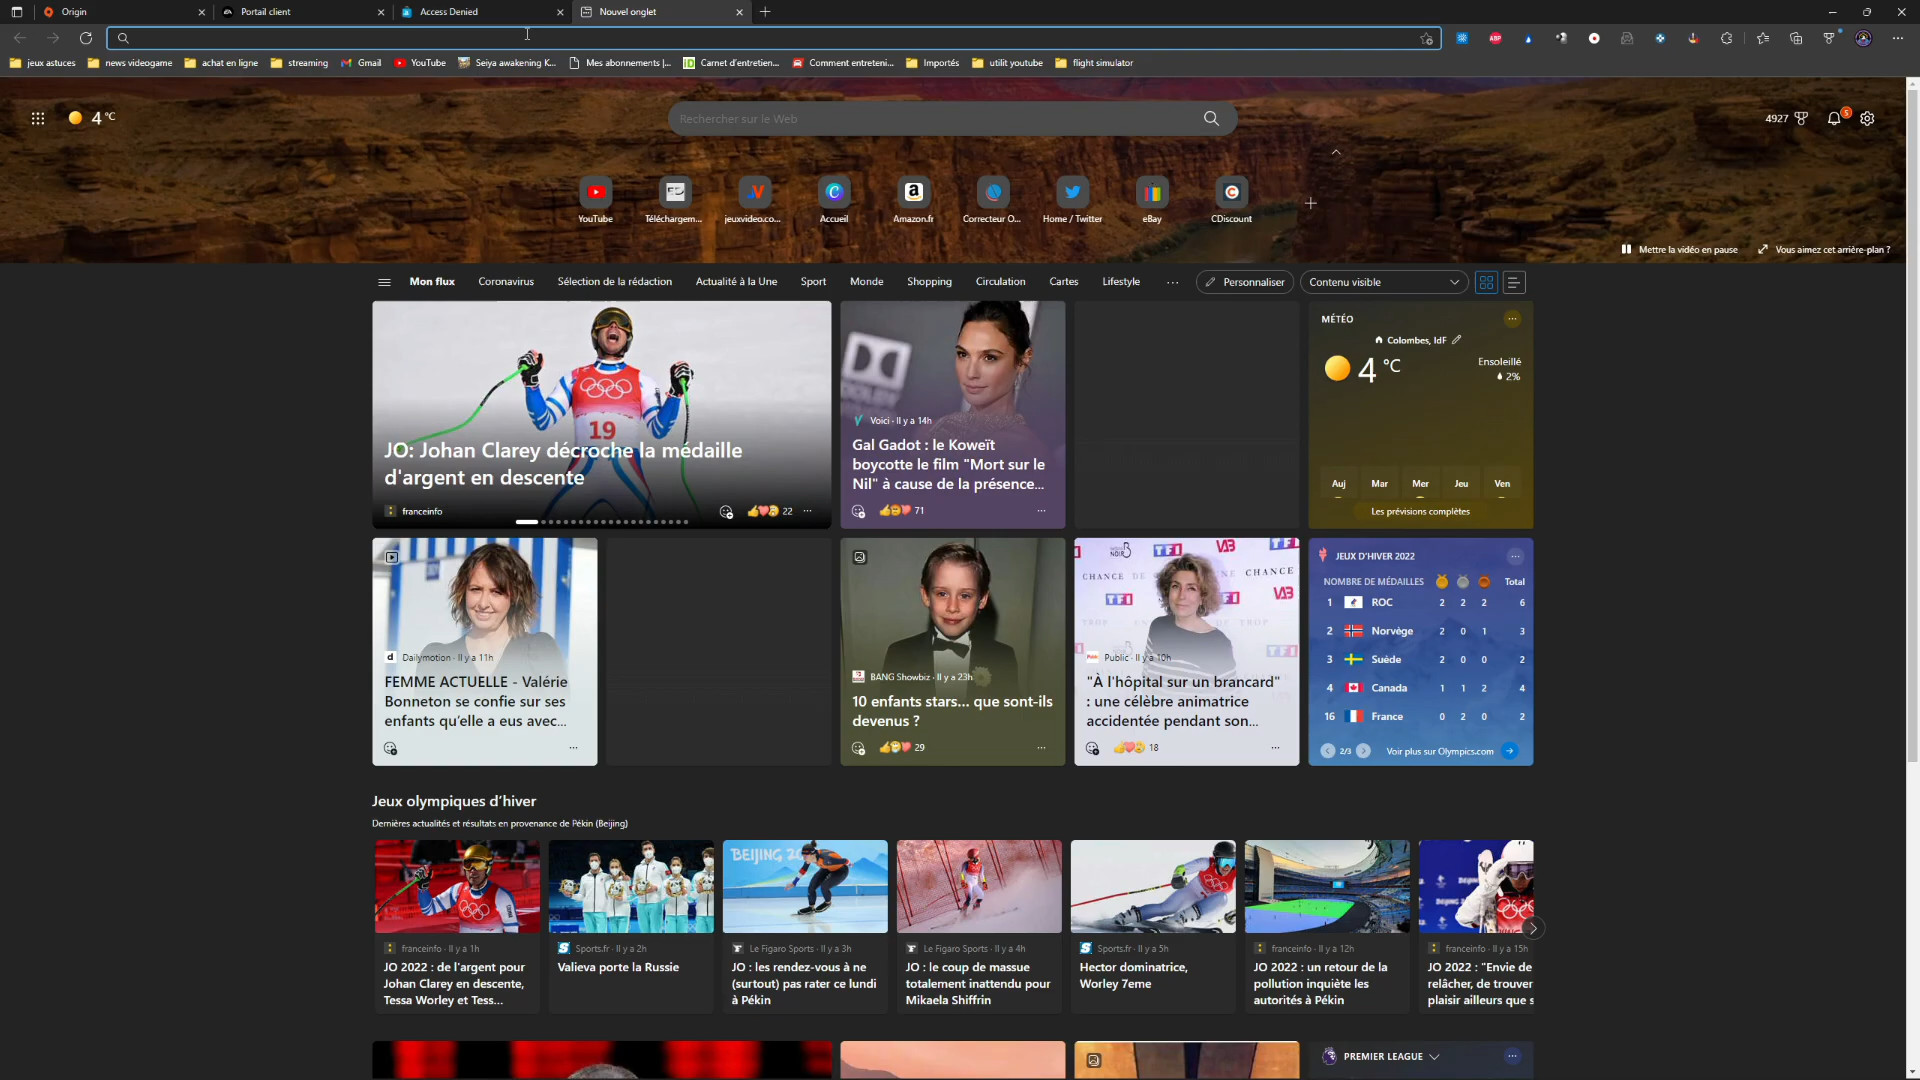 Origin
Portail client
Access Denied
Nouvel onglet
jeux astuces
news videogame
achat en ligne
streaming
Gmail
YouTube
Seiya awakening K...
Mes abonnements |...
Carnet d'entretien...
Comment entreteni...
Importés
utilit youtube
flight simulator
4 °C
Rechercher sur le Web
4927
5
YouTube
Téléchargem...
jeuxvideo.co...
Accueil
Amazon.fr
Correcteur O...
Home / Twitter
eBay
CDiscount
Mettre la vidéo en pause
Vous aimez cet arrière-plan ?
Mon flux
Coronavirus
Sélection de la rédaction
Actualité à la Une
Sport
Monde
Shopping
Circulation
Cartes
Lifestyle
Personnaliser
Contenu visible
19
JO: Johan Clarey décroche la médaille
d'argent en descente
franceinfo
22
Voici · Il y a 14h
Gal Gadot : le Koweït
boycotte le film "Mort sur le
Nil" à cause de la présence...
71
MÉTÉO
Colombes, IdF
4 °C
Ensoleillé
2%
Auj Mar Mer Jeu Ven
Les prévisions complètes
Dailymotion · Il y a 11h
FEMME ACTUELLE - Valérie
Bonneton se confie sur ses
enfants qu'elle a eus avec...
BANG Showbiz · Il y a 23h
10 enfants stars... que sont-ils
devenus ?
29
TF1
CHANCE
Public · Il y a 10h
"À l'hôpital sur un brancard"
: une célèbre animatrice
accidentée pendant son...
18
JEUX D'HIVER 2022
NOMBRE DE MÉDAILLES Total
1 ROC 2 2 2 6
2 Norvège 2 0 1 3
3 Suède 2 0 0 2
4 Canada 1 1 2 4
16 France 0 2 0 2
2/3
Voir plus sur Olympics.com
Jeux olympiques d'hiver
Dernières actualités et résultats en provenance de Pékin (Beijing)
franceinfo · Il y a 1h
JO 2022 : de l'argent pour
Johan Clarey en descente,
Tessa Worley et Tess...
Sports.fr · Il y a 2h
Valieva porte la Russie
BEIJING 20
Le Figaro Sports · Il y a 3h
JO : les rendez-vous à ne
(surtout) pas rater ce lundi
à Pékin
Le Figaro Sports · Il y a 4h
JO : le coup de massue
totalement inattendu pour
Mikaela Shiffrin
Sports.fr · Il y a 5h
Hector dominatrice,
Worley 7eme
franceinfo · Il y a 12h
JO 2022 : un retour de la
pollution inquiète les
autorités à Pékin
franceinfo · Il y a 15h
JO 2022 : "Envie de
relâcher, de trouver
plaisir ailleurs que s
PREMIER LEAGUE